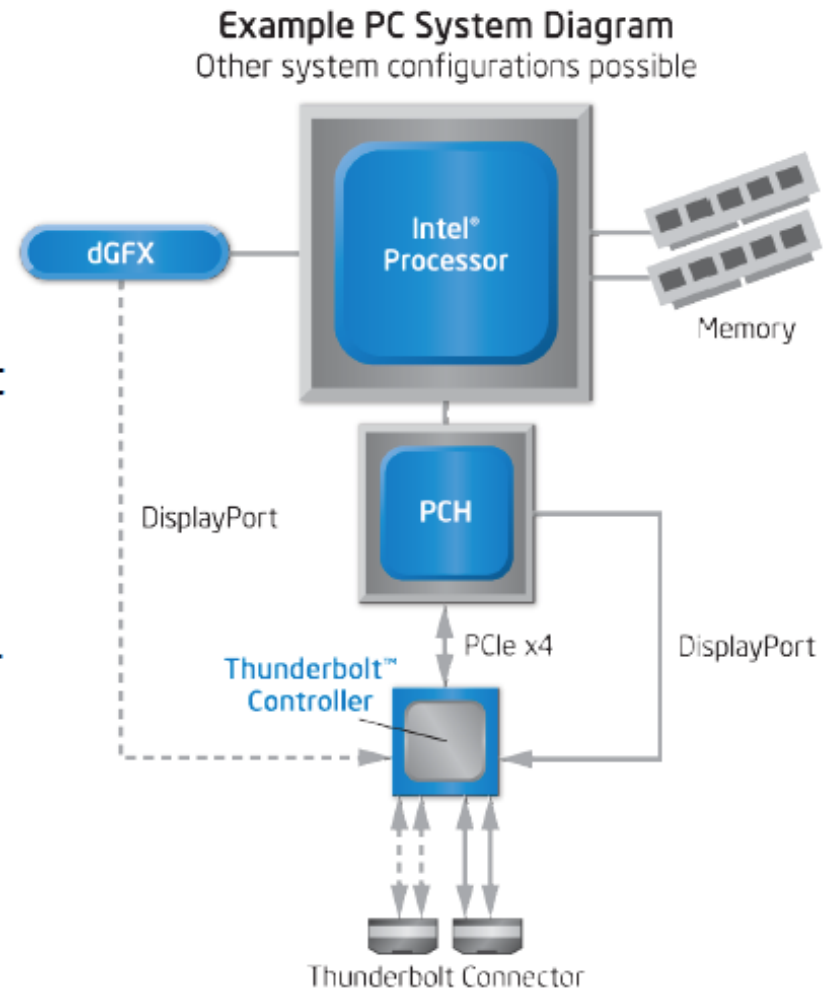 Example PC System Diagram
Other system configurations possible
Intel®
Processor
dGFX
Memory
DisplayPort
PCH
PCIe x4
DisplayPort
Thunderbolt™
Controller
Thunderbolt Connector